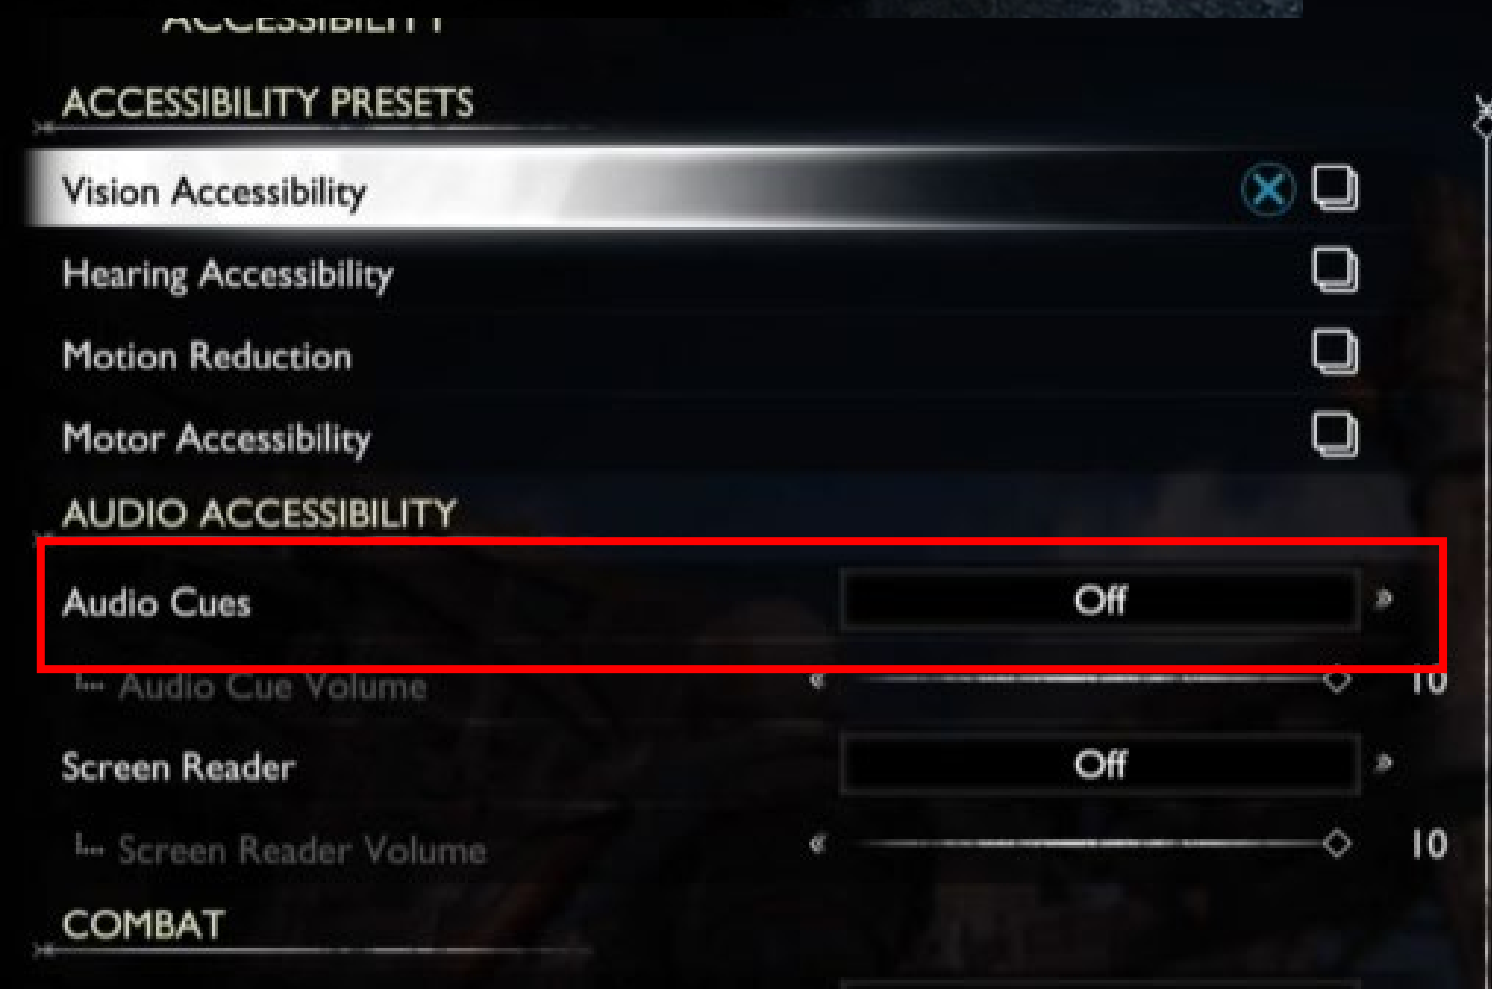 ACCESSIBILITY
ACCESSIBILITY PRESETS
Vision Accessibility
Hearing Accessibility
Motion Reduction
Motor Accessibility
AUDIO ACCESSIBILITY
Audio Cues Off
Audio Cue Volume 10
Screen Reader Off
Screen Reader Volume 10
COMBAT